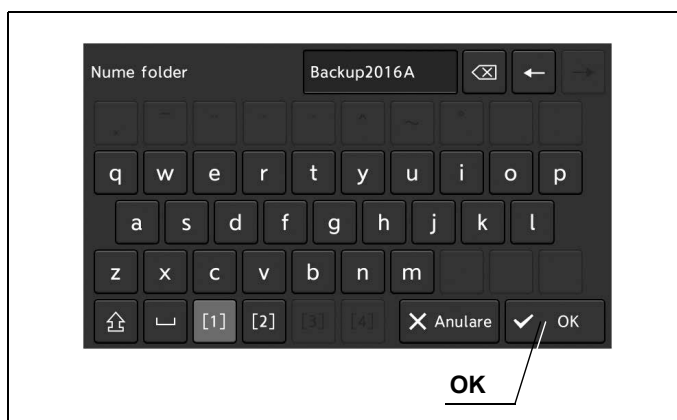 Nume folder Backup2016A
q w e r t y u i o p
a s d f g h j k l
z x c v b n m
[1] [2] [3] [4] Anulare OK
OK